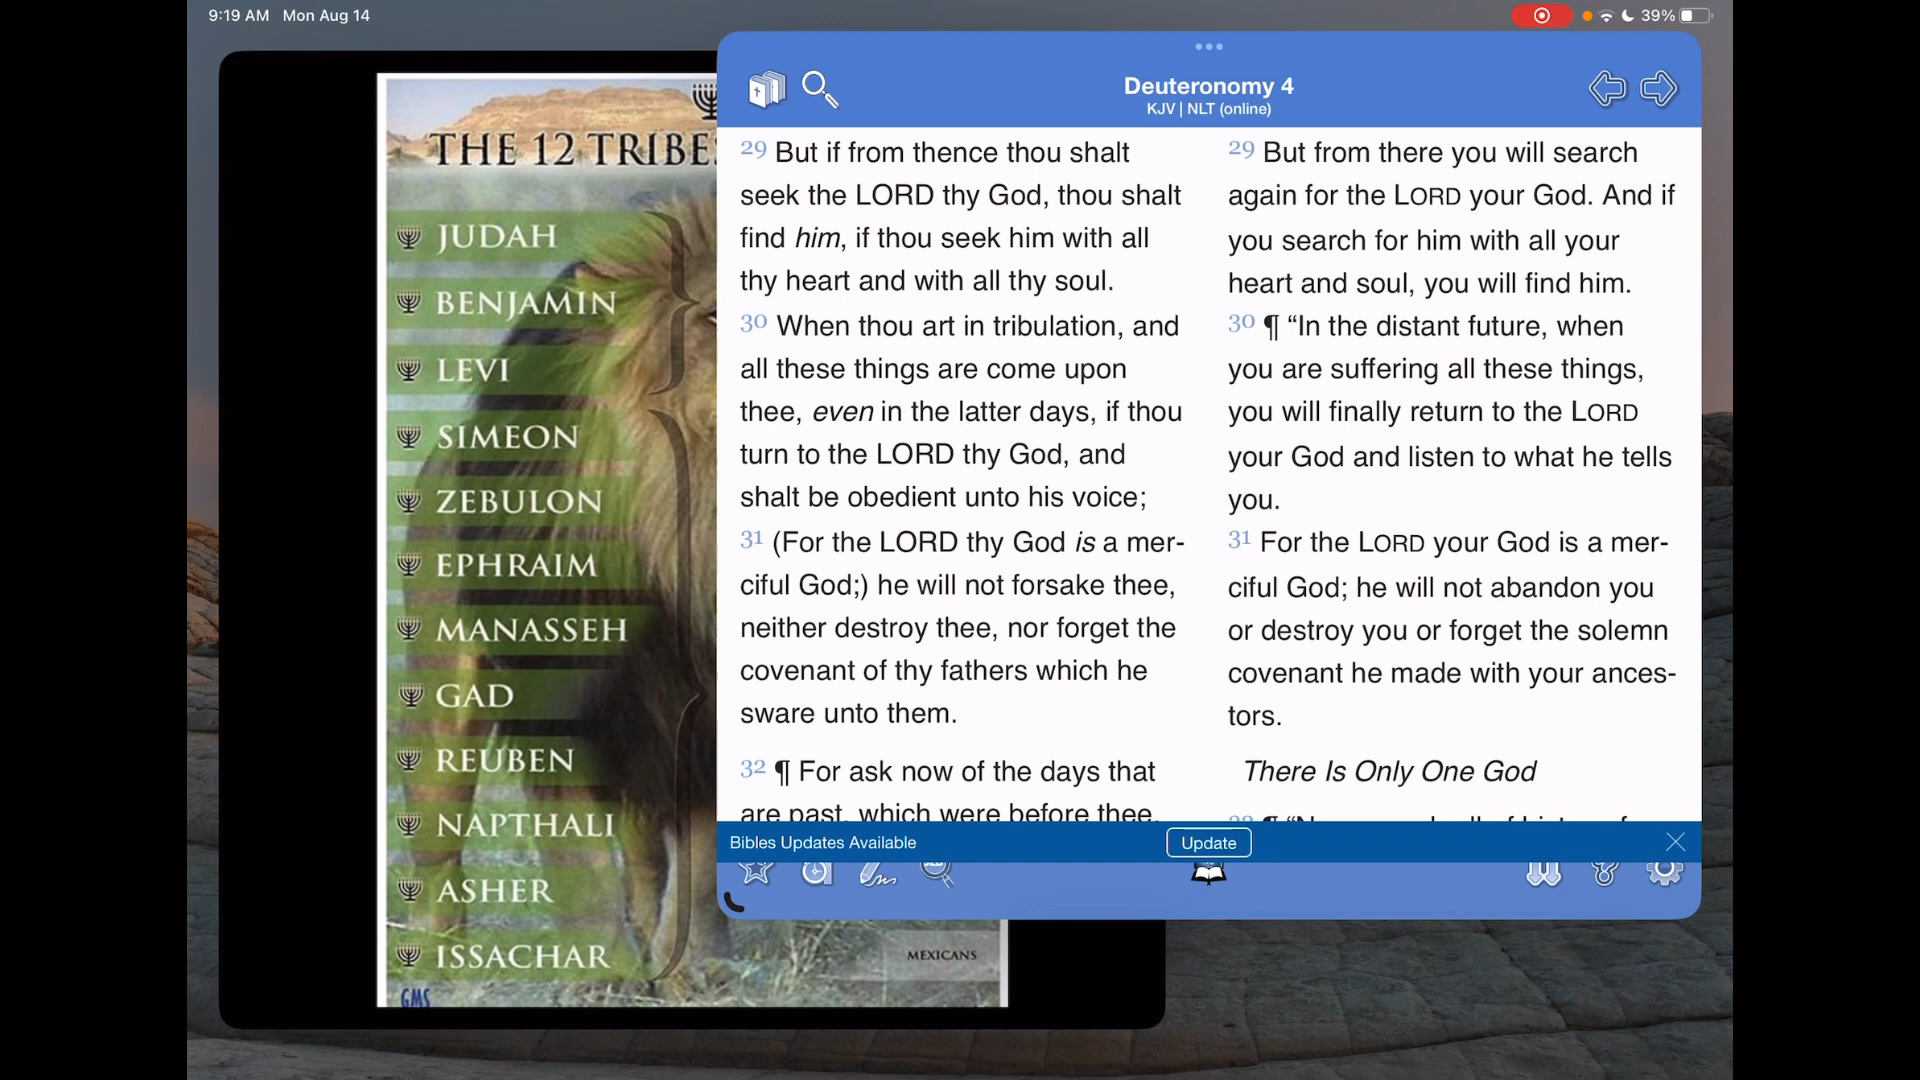 9:19 AM Mon Aug 14
39%
THE 12 TRIBES
JUDAH
BENJAMIN
LEVI
SIMEON
ZEBULON
EPHRAIM
MANASSEH
GAD
REUBEN
NAPTHALI
ASHER
ISSACHAR
GMS
MEXICANS
Deuteronomy 4
KJV | NLT (online)
29 But if from thence thou shalt
seek the LORD thy God, thou shalt
find him, if thou seek him with all
thy heart and with all thy soul.
30 When thou art in tribulation, and
all these things are come upon
thee, even in the latter days, if thou
turn to the LORD thy God, and
shalt be obedient unto his voice;
31 (For the LORD thy God is a mer-
ciful God;) he will not forsake thee,
neither destroy thee, nor forget the
covenant of thy fathers which he
sware unto them.
32 ¶ For ask now of the days that
are past, which were before thee,
29 But from there you will search
again for the LORD your God. And if
you search for him with all your
heart and soul, you will find him.
30 ¶ “In the distant future, when
you are suffering all these things,
you will finally return to the LORD
your God and listen to what he tells
you.
31 For the LORD your God is a mer-
ciful God; he will not abandon you
or destroy you or forget the solemn
covenant he made with your ances-
tors.
There Is Only One God
Bibles Updates Available
Update